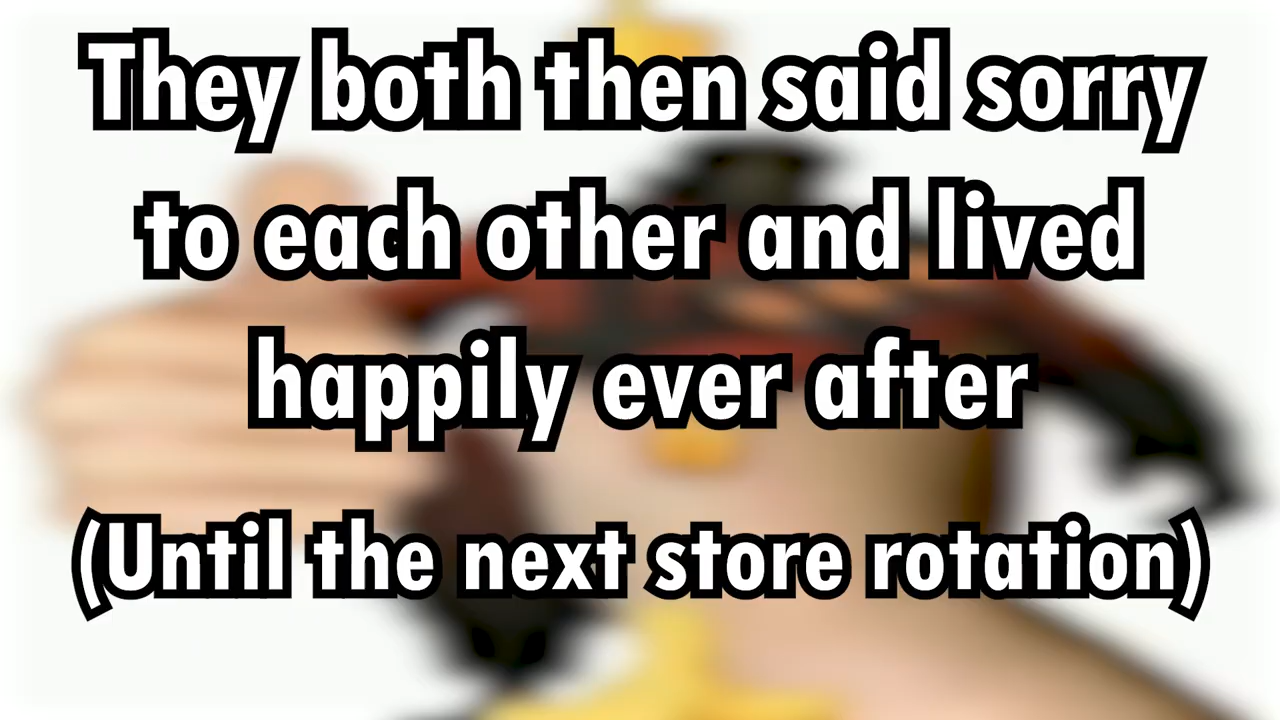 They both then said sorry
to each other and lived
happily ever after
(Until the next store rotation)